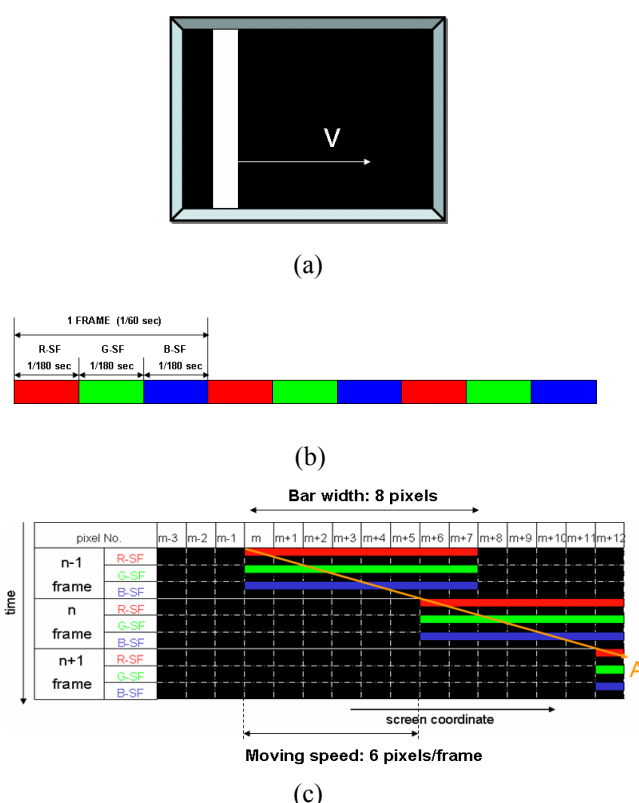 V
(a)
1 FRAME (1/60 sec)
R-SF G-SF B-SF
1/180 sec 1/180 sec 1/180 sec
(b)
Bar width: 8 pixels
pixel No. m-3 m-2 m-1 m m+1 m+2 m+3 m+4 m+5 m+6 m+7 m+8 m+9 m+10 m+11 m+12
time
n-1 frame R-SF
G-SF
B-SF
n frame R-SF
G-SF
B-SF
n+1 frame R-SF
G-SF
B-SF
A
screen coordinate
Moving speed: 6 pixels/frame
(c)